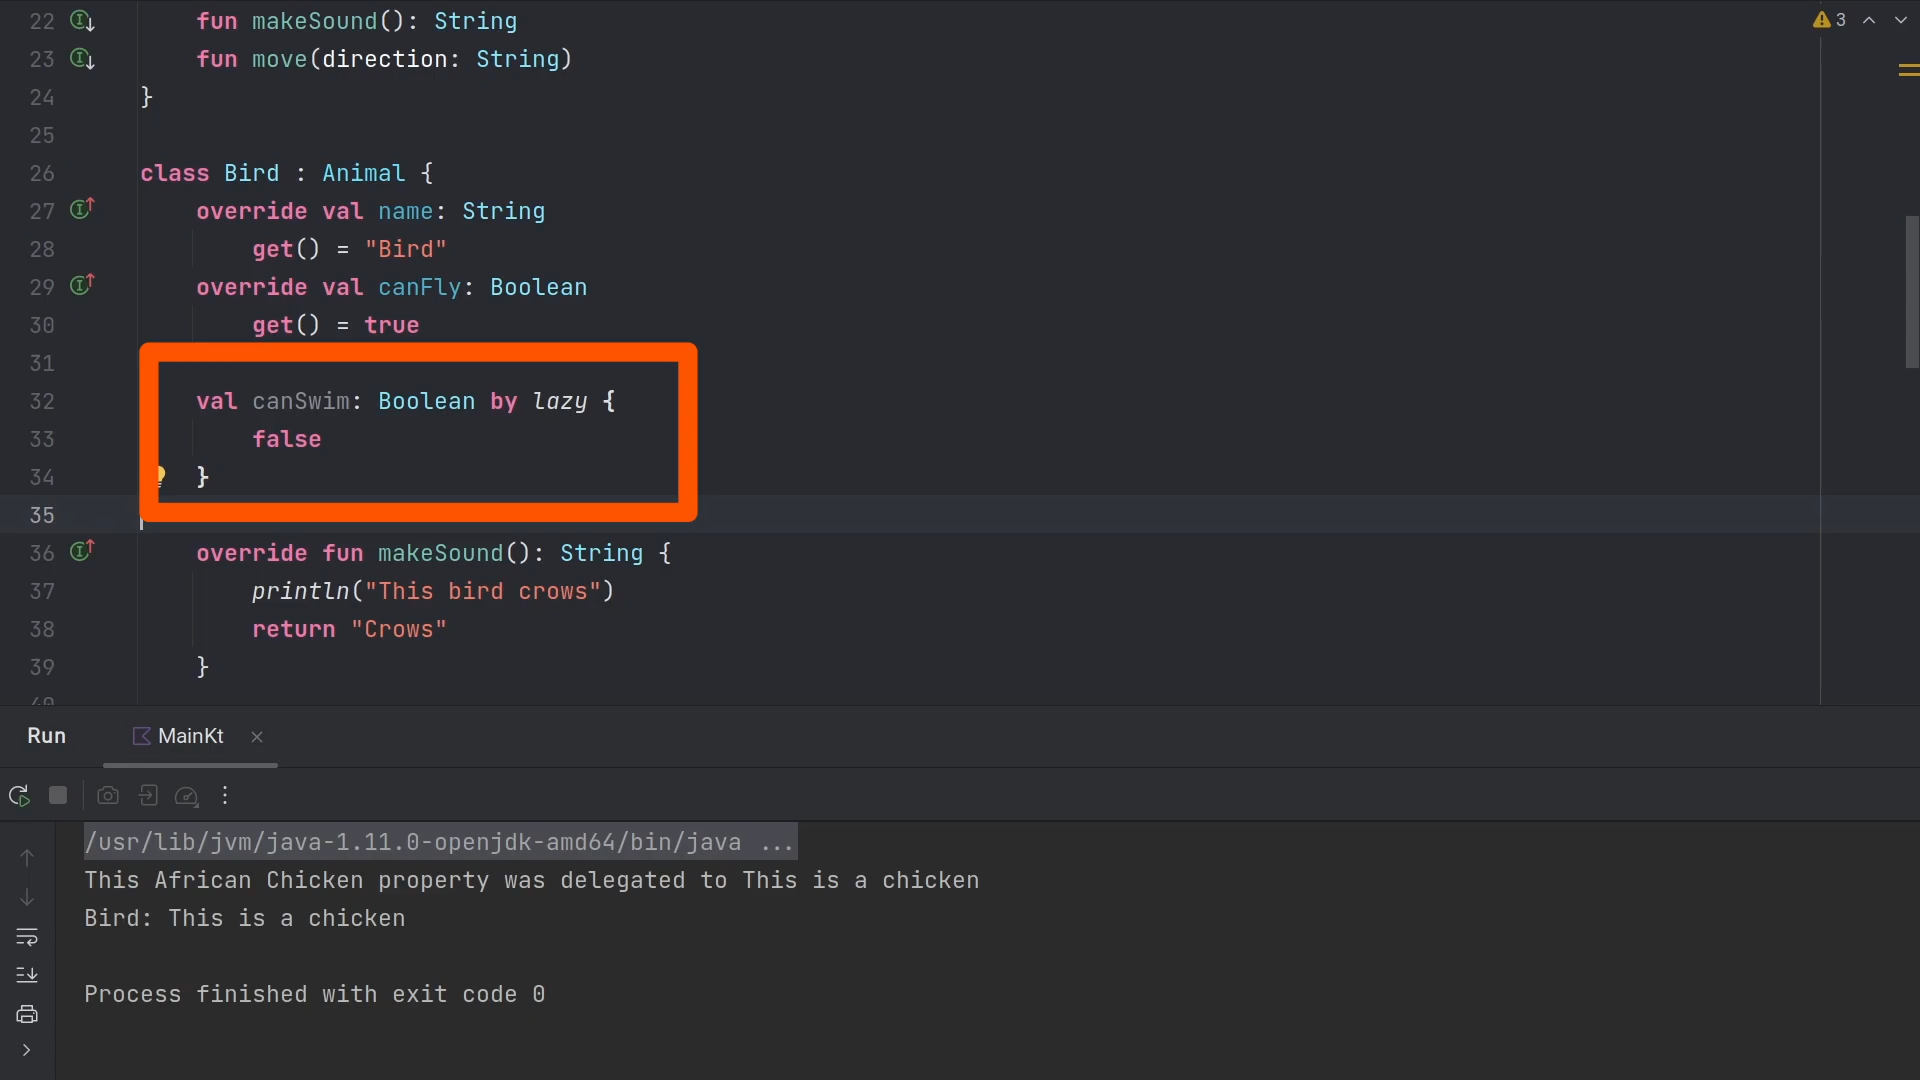 22 fun makeSound(): String
23 fun move(direction: String)
24 }
25
26 class Bird : Animal {
27 override val name: String
28 get() = "Bird"
29 override val canFly: Boolean
30 get() = true
31
32 val canSwim: Boolean by lazy {
33 false
34 }
35
36 override fun makeSound(): String {
37 println("This bird crows")
38 return "Crows"
39 }
40
3
Run MainKt
/usr/lib/jvm/java-1.11.0-openjdk-amd64/bin/java ...
This African Chicken property was delegated to This is a chicken
Bird: This is a chicken
Process finished with exit code 0